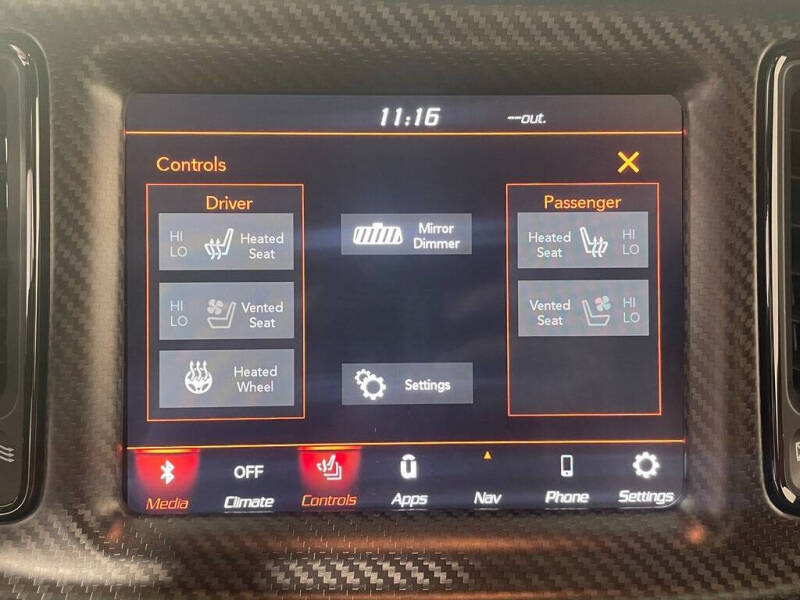 11:16
--out.
Controls
Driver
Passenger
HI
LO
Heated
Seat
Mirror
Dimmer
Heated
Seat
HI
LO
HI
LO
Vented
Seat
Vented
Seat
HI
LO
Heated
Wheel
Settings
OFF
Media
Climate
Controls
Apps
Nav
Phone
Settings